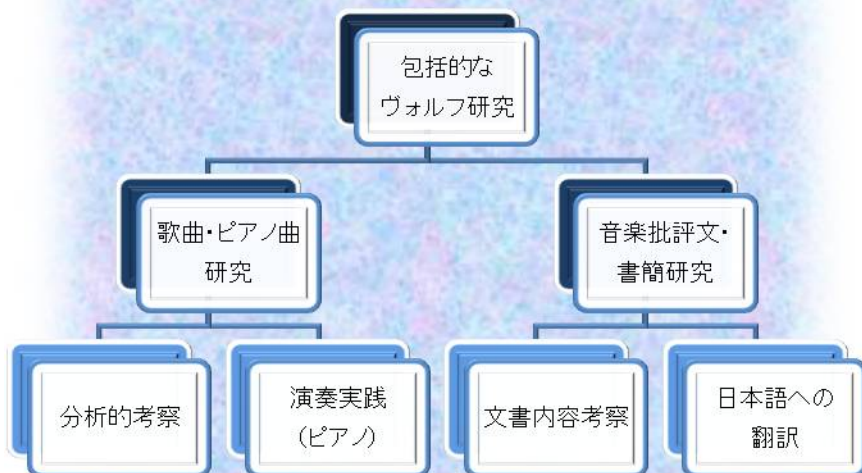 包括的な
ヴォルフ研究
歌曲・ピアノ曲
研究
音楽批評文・
書簡研究
分析的考察
演奏実践
(ピアノ)
文書内容考察
日本語への
翻訳